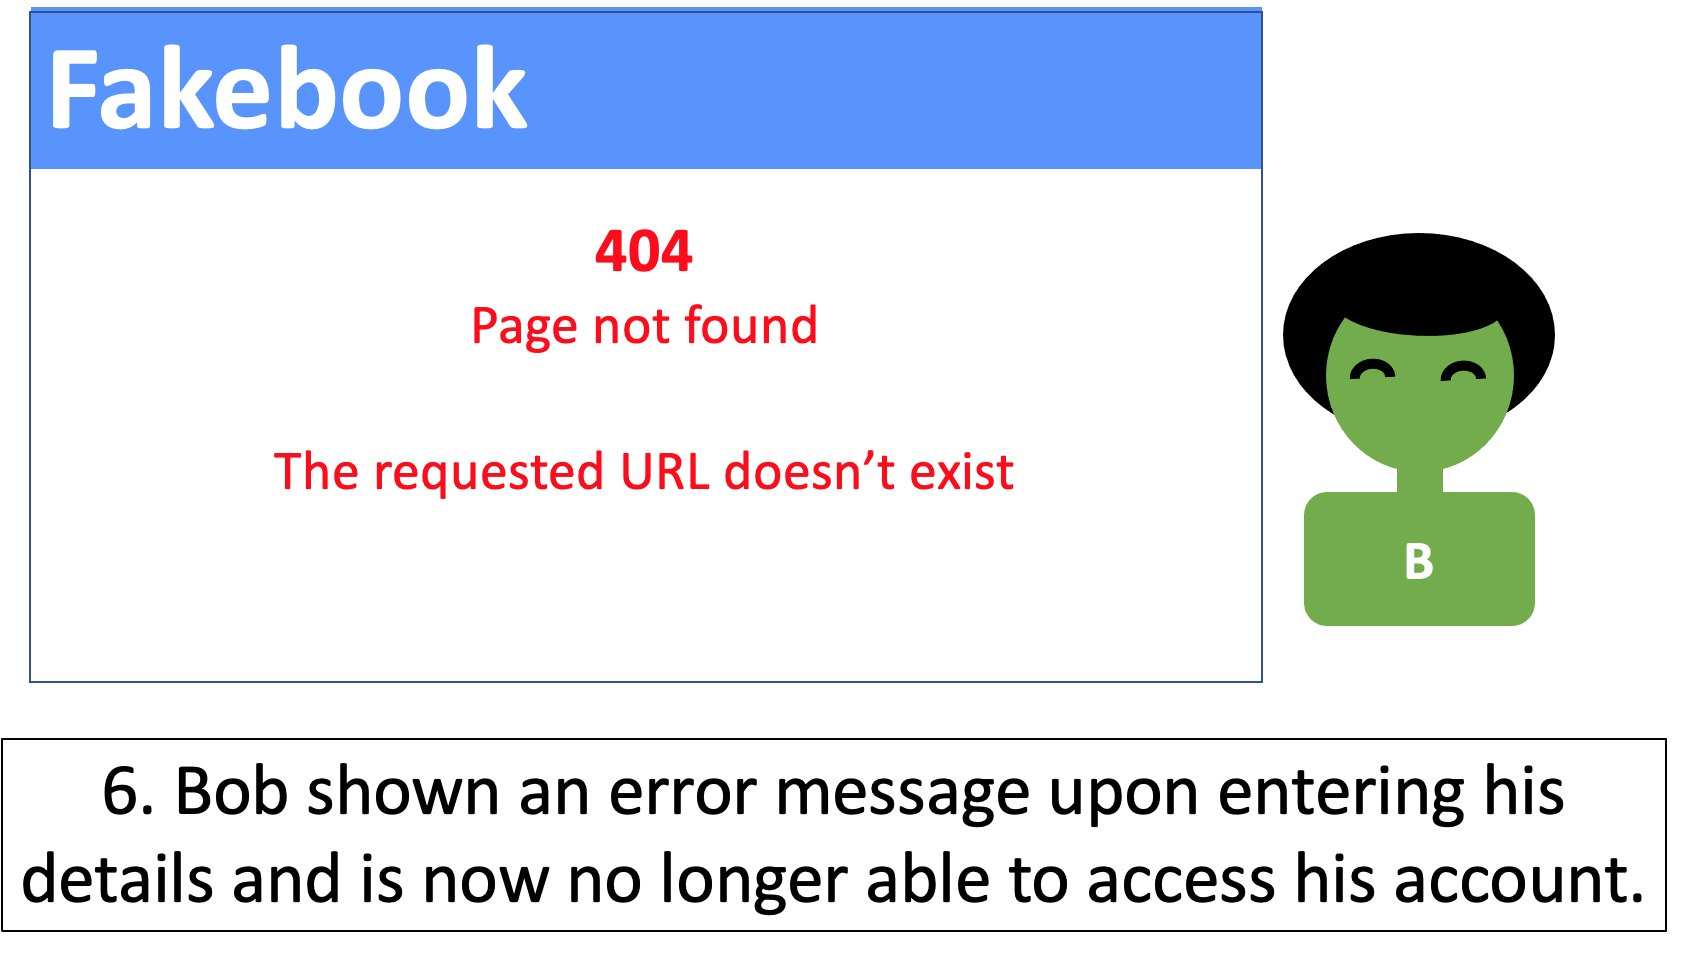 Fakebook
404
Page not found
The requested URL doesn’t exist
B
6. Bob shown an error message upon entering his
details and is now no longer able to access his account.